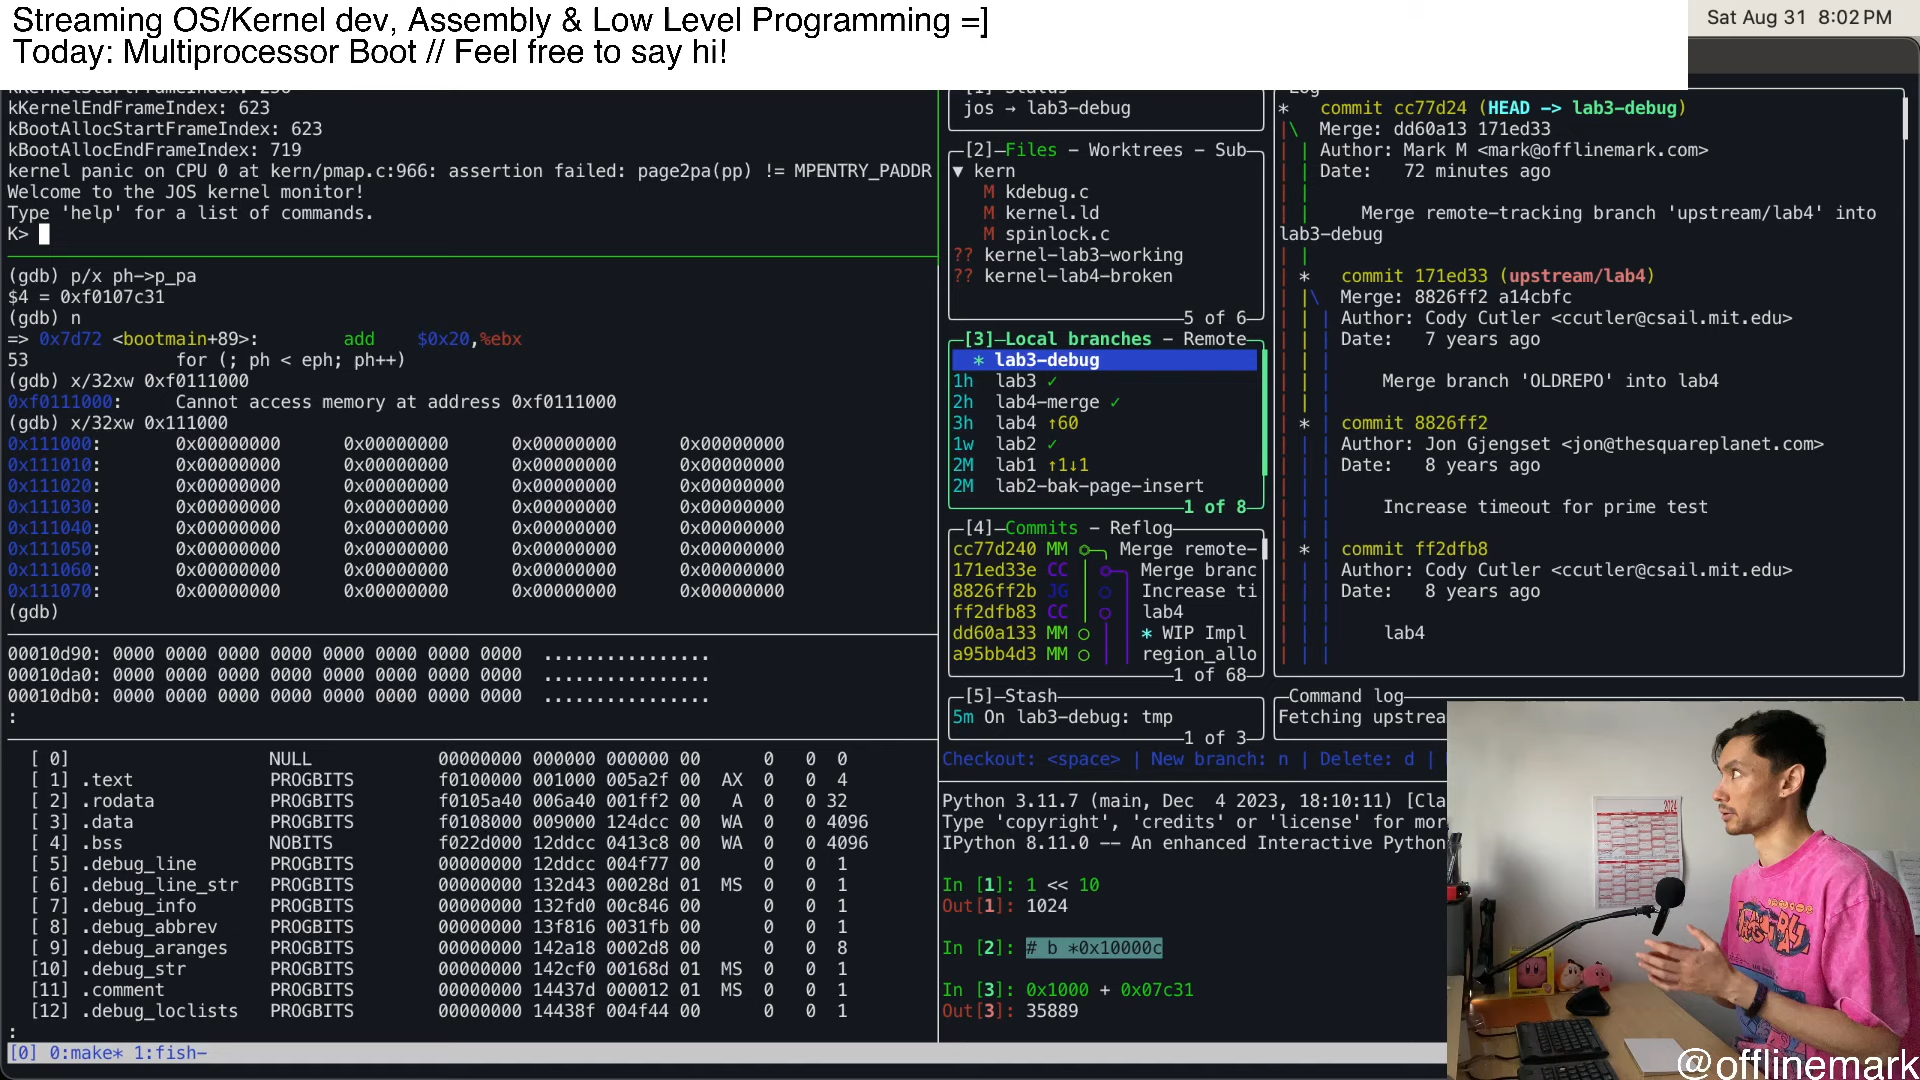 Streaming OS/Kernel dev, Assembly & Low Level Programming =]
Today: Multiprocessor Boot // Feel free to say hi!
Sat Aug 31 8:02 PM
kKernelEndFrameIndex: 623
kBootAllocStartFrameIndex: 623
kBootAllocEndFrameIndex: 719
kernel panic on CPU 0 at kern/pmap.c:966: assertion failed: page2pa(pp) != MPENTRY_PADDR
Welcome to the JOS kernel monitor!
Type 'help' for a list of commands.
K>
(gdb) p/x ph->p_pa
$4 = 0xf0107c31
(gdb) n
=> 0x7d72 <bootmain+89>: add $0x20,%ebx
53 for (; ph < eph; ph++)
(gdb) x/32xw 0xf0111000
0xf0111000: Cannot access memory at address 0xf0111000
(gdb) x/32xw 0x111000
0x111000: 0x00000000 0x00000000 0x00000000 0x00000000
0x111010: 0x00000000 0x00000000 0x00000000 0x00000000
0x111020: 0x00000000 0x00000000 0x00000000 0x00000000
0x111030: 0x00000000 0x00000000 0x00000000 0x00000000
0x111040: 0x00000000 0x00000000 0x00000000 0x00000000
0x111050: 0x00000000 0x00000000 0x00000000 0x00000000
0x111060: 0x00000000 0x00000000 0x00000000 0x00000000
0x111070: 0x00000000 0x00000000 0x00000000 0x00000000
(gdb)
00010d90: 0000 0000 0000 0000 0000 0000 0000 0000 ................
00010da0: 0000 0000 0000 0000 0000 0000 0000 0000 ................
00010db0: 0000 0000 0000 0000 0000 0000 0000 0000 ................
:
[ 0] NULL 00000000 000000 000000 00 0 0 0
[ 1] .text PROGBITS f0100000 001000 005a2f 00 AX 0 0 4
[ 2] .rodata PROGBITS f0105a40 006a40 001ff2 00 A 0 0 32
[ 3] .data PROGBITS f0108000 009000 124dcc 00 WA 0 0 4096
[ 4] .bss NOBITS f022d000 12ddcc 0413c8 00 WA 0 0 4096
[ 5] .debug_line PROGBITS 00000000 12ddcc 004f77 00 0 0 1
[ 6] .debug_line_str PROGBITS 00000000 132d43 00028d 01 MS 0 0 1
[ 7] .debug_info PROGBITS 00000000 132fd0 00c846 00 0 0 1
[ 8] .debug_abbrev PROGBITS 00000000 13f816 0031fb 00 0 0 1
[ 9] .debug_aranges PROGBITS 00000000 142a18 0002d8 00 0 0 8
[10] .debug_str PROGBITS 00000000 142cf0 00168d 01 MS 0 0 1
[11] .comment PROGBITS 00000000 14437d 000012 01 MS 0 0 1
[12] .debug_loclists PROGBITS 00000000 14438f 004f44 00 0 0 1
:
[0] 0:make* 1:fish-
jos → lab3-debug
[2]─Files - Worktrees - Sub
▼ kern
M kdebug.c
M kernel.ld
M spinlock.c
?? kernel-lab3-working
?? kernel-lab4-broken
5 of 6
[3]─Local branches - Remote
* lab3-debug
1h lab3 ✓
2h lab4-merge ✓
3h lab4 ↑60
1w lab2 ✓
2M lab1 ↑1↓1
2M lab2-bak-page-insert
1 of 8
[4]─Commits - Reflog
cc77d240 MM Merge remote-
171ed33e CC Merge branc
8826ff2b JG Increase ti
ff2dfb83 CC lab4
dd60a133 MM * WIP Impl
a95bb4d3 MM region_allo
1 of 68
[5]─Stash
5m On lab3-debug: tmp
1 of 3
Checkout: <space> | New branch: n | Delete: d |
* commit cc77d24 (HEAD -> lab3-debug)
Merge: dd60a13 171ed33
Author: Mark M <mark@offlinemark.com>
Date: 72 minutes ago
Merge remote-tracking branch 'upstream/lab4' into
lab3-debug
* commit 171ed33 (upstream/lab4)
Merge: 8826ff2 a14cbfc
Author: Cody Cutler <ccutler@csail.mit.edu>
Date: 7 years ago
Merge branch 'OLDREPO' into lab4
* commit 8826ff2
Author: Jon Gjengset <jon@thesquareplanet.com>
Date: 8 years ago
Increase timeout for prime test
* commit ff2dfb8
Author: Cody Cutler <ccutler@csail.mit.edu>
Date: 8 years ago
lab4
Command log
Fetching upstrea
Python 3.11.7 (main, Dec 4 2023, 18:10:11) [Cla
Type 'copyright', 'credits' or 'license' for mor
IPython 8.11.0 -- An enhanced Interactive Python
In [1]: 1 << 10
Out[1]: 1024
In [2]: # b *0x10000c
In [3]: 0x1000 + 0x07c31
Out[3]: 35889
2024
@offlinemark